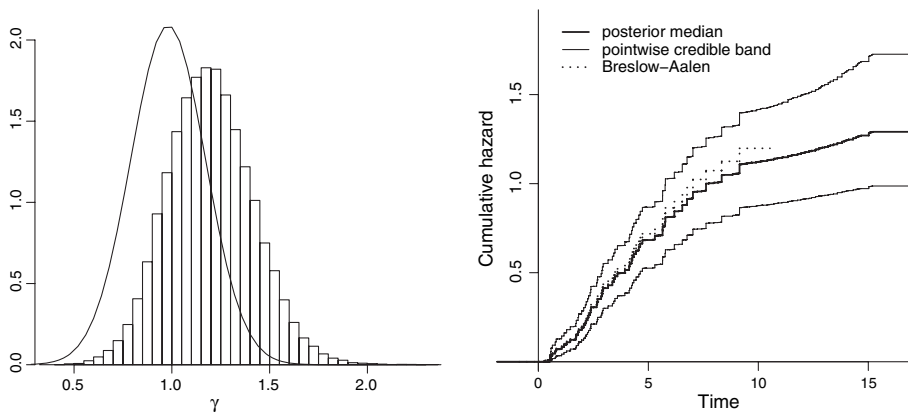 2.0
1.5
1.0
0.5
0.0
0.5 1.0 1.5 2.0
γ
posterior median
pointwise credible band
Breslow–Aalen
Cumulative hazard
1.5
1.0
0.5
0 5 10 15
Time